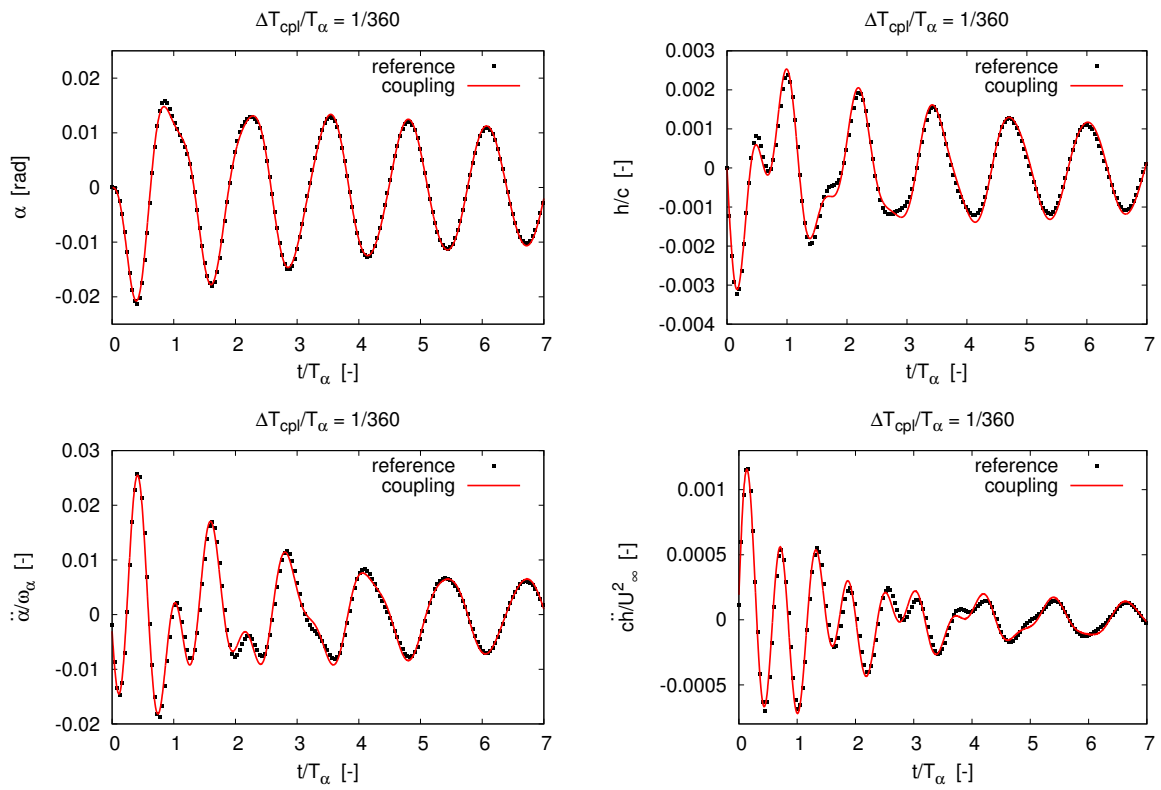 ΔT_cpl/T_α = 1/360
reference
coupling
0.02
0.01
0
-0.01
-0.02
α [rad]
0 1 2 3 4 5 6 7
t/T_α [-]
ΔT_cpl/T_α = 1/360
reference
coupling
0.003
0.002
0.001
0
-0.001
-0.002
-0.003
-0.004
h/c [-]
0 1 2 3 4 5 6 7
t/T_α [-]
ΔT_cpl/T_α = 1/360
reference
coupling
0.03
0.02
0.01
0
-0.01
-0.02
α̈/ω_α [-]
0 1 2 3 4 5 6 7
t/T_α [-]
ΔT_cpl/T_α = 1/360
reference
coupling
0.001
0.0005
0
-0.0005
cḧ/U²_∞ [-]
0 1 2 3 4 5 6 7
t/T_α [-]